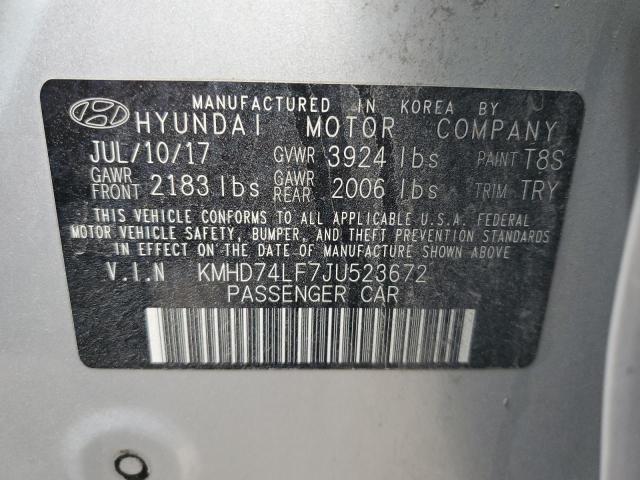 MANUFACTURED IN KOREA BY
HYUNDAI MOTOR COMPANY
JUL/10/17 GVWR 3924 lbs PAINT T8S
GAWR FRONT 2183 lbs GAWR REAR 2006 lbs TRIM TRY
THIS VEHICLE CONFORMS TO ALL APPLICABLE U.S.A. FEDERAL
MOTOR VEHICLE SAFETY, BUMPER, AND THEFT PREVENTION STANDARDS
IN EFFECT ON THE DATE OF MANUFACTURE SHOWN ABOVE
V.I.N KMHD74LF7JU523672
PASSENGER CAR